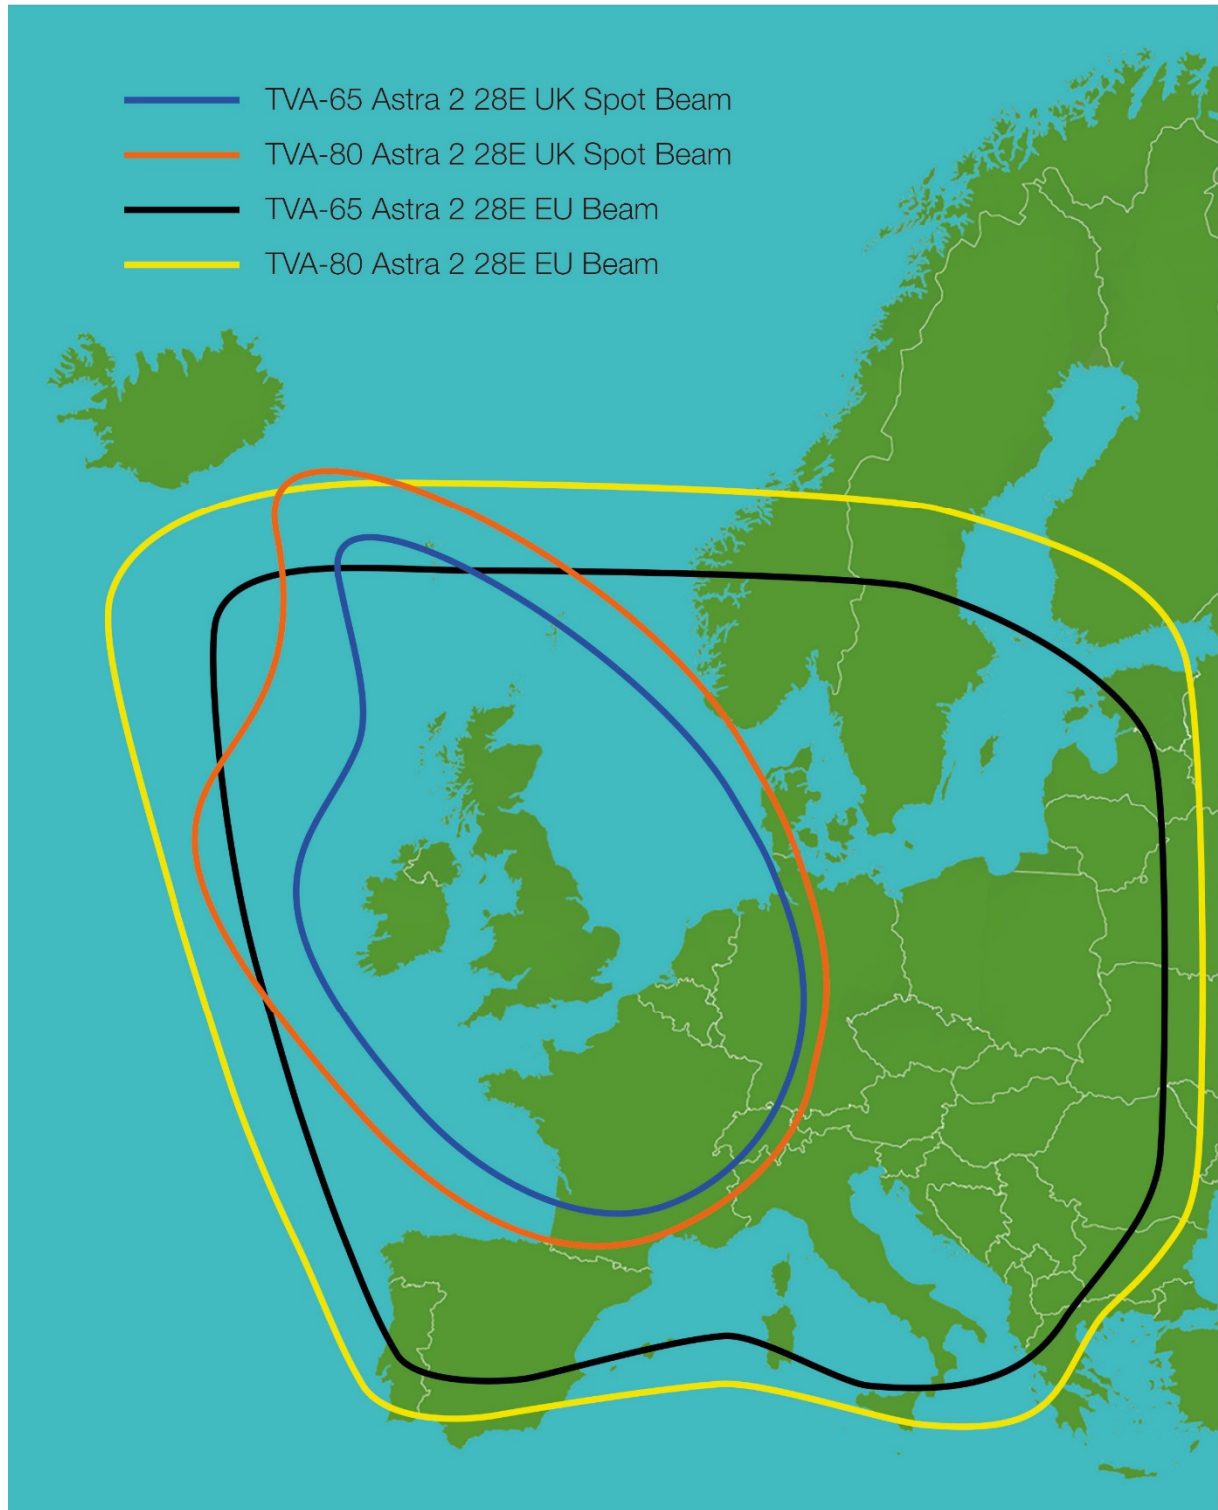 TVA-65 Astra 2 28E UK Spot Beam
TVA-80 Astra 2 28E UK Spot Beam
TVA-65 Astra 2 28E EU Beam
TVA-80 Astra 2 28E EU Beam